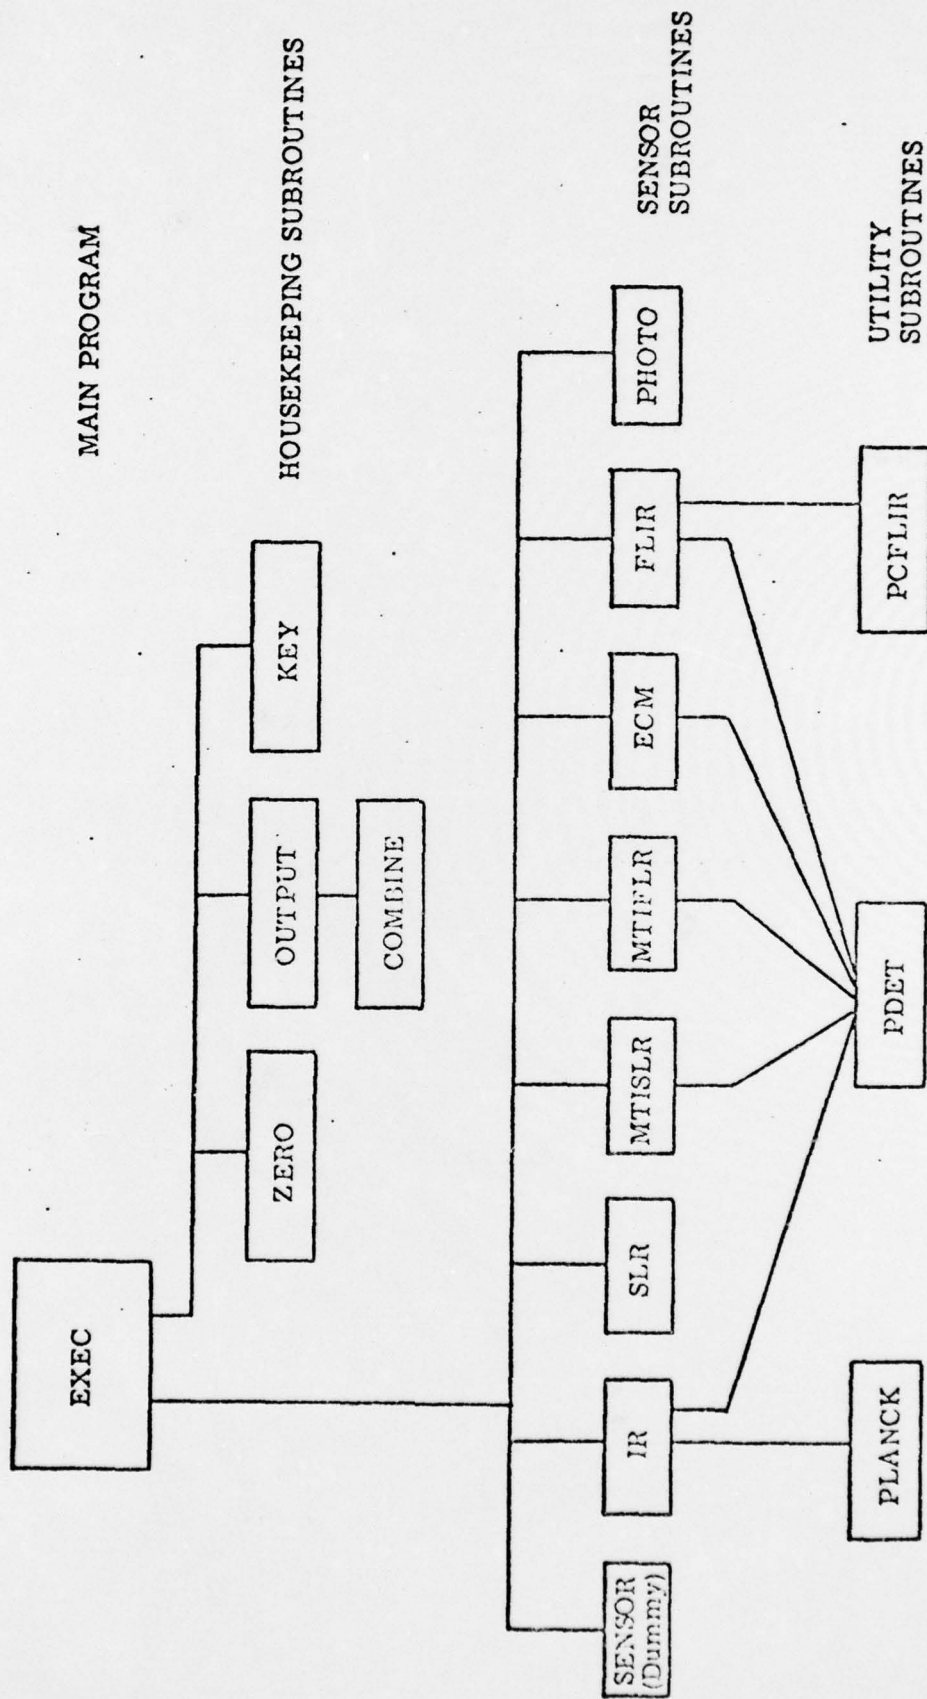 MAIN PROGRAM
EXEC
HOUSEKEEPING SUBROUTINES
ZERO
OUTPUT
KEY
COMBINE
SENSOR
SUBROUTINES
SENSOR
(Dummy)
IR
SLR
MTISLR
MTIFLR
ECM
FLIR
PHOTO
UTILITY
SUBROUTINES
PLANCK
PDET
PCFLIR